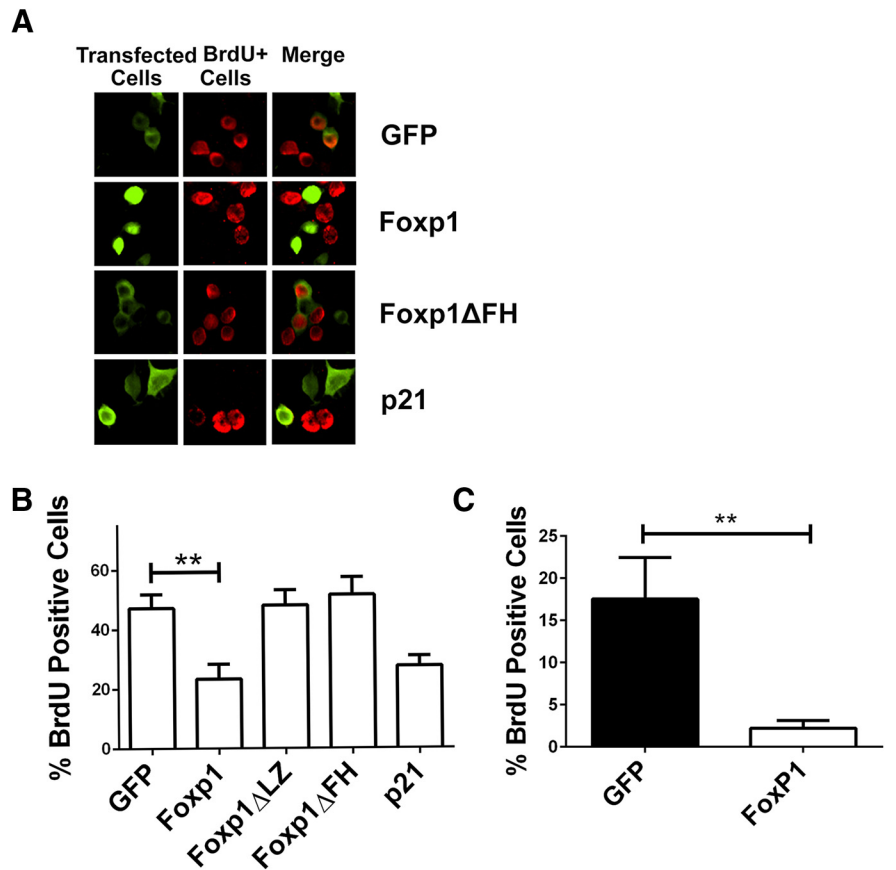 A
Transfected BrdU+ Merge
Cells Cells
GFP
Foxp1
Foxp1ΔFH
p21
B
% BrdU Positive Cells
60
40
20
0
**
GFP
Foxp1
Foxp1ΔLZ
Foxp1ΔFH
p21
C
% BrdU Positive Cells
25
20
15
10
5
0
**
GFP
FoxP1